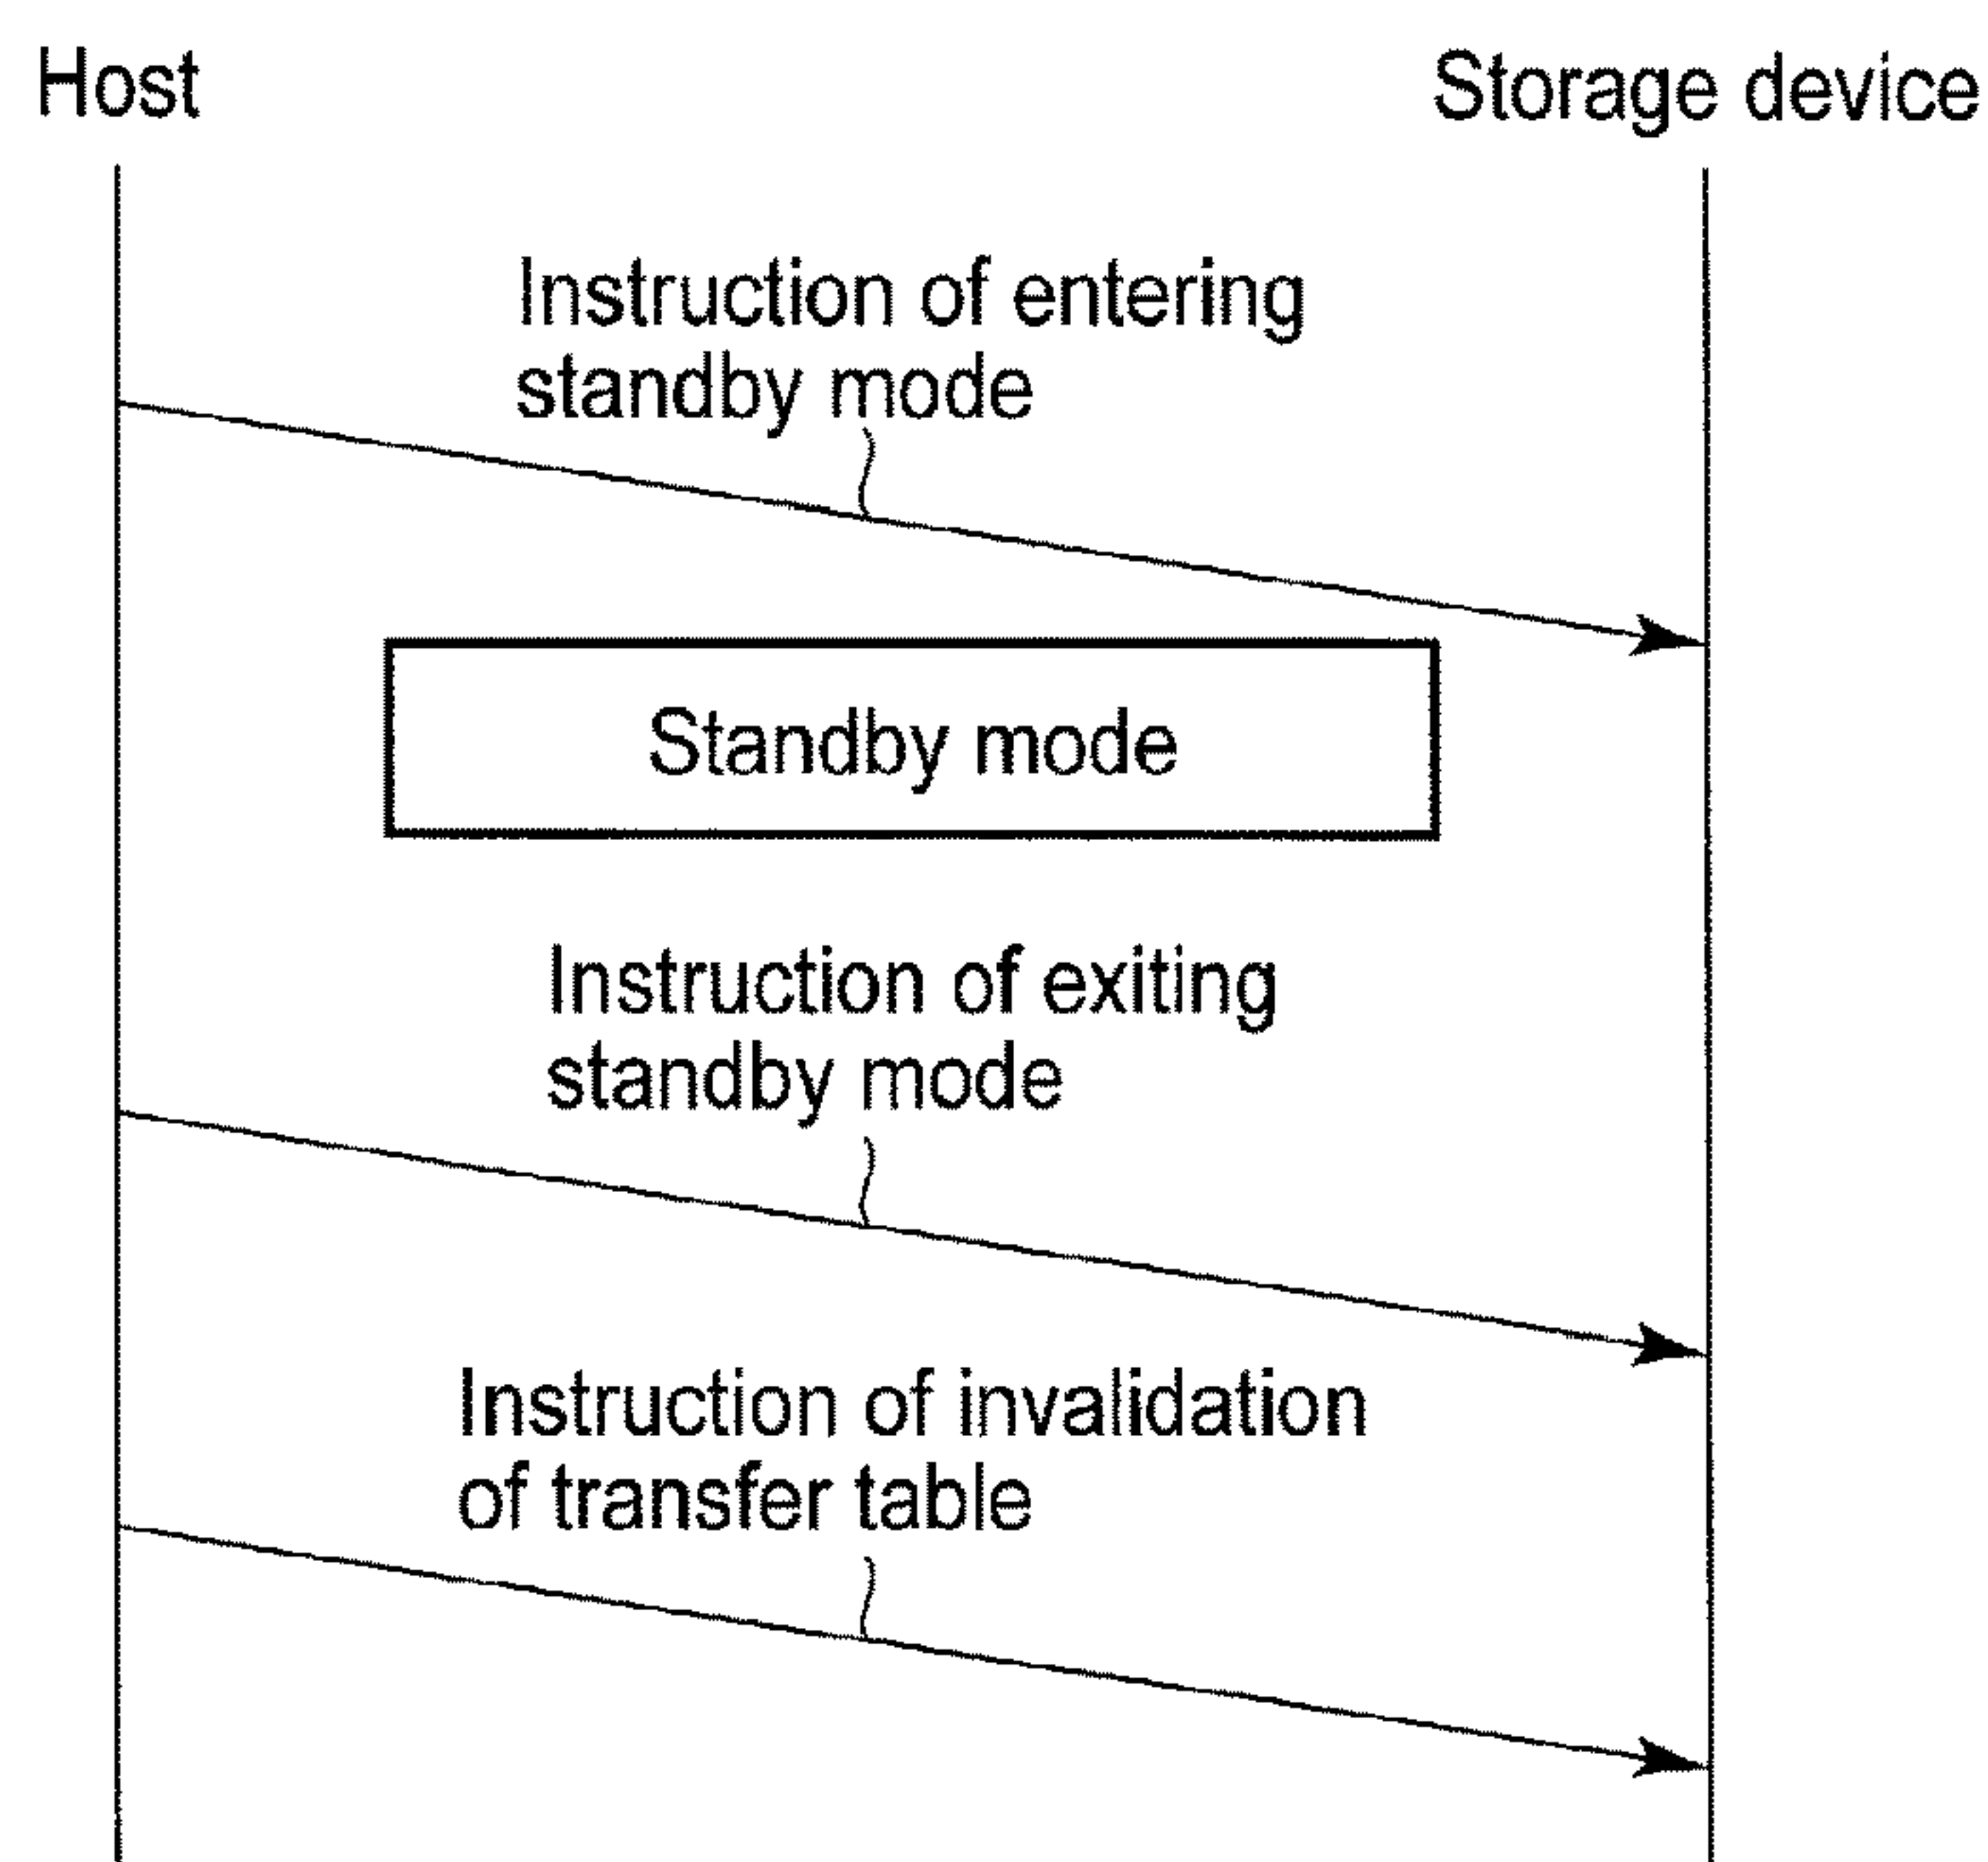 Host
Storage device
Instruction of entering
standby mode
Standby mode
Instruction of exiting
standby mode
Instruction of invalidation
of transfer table